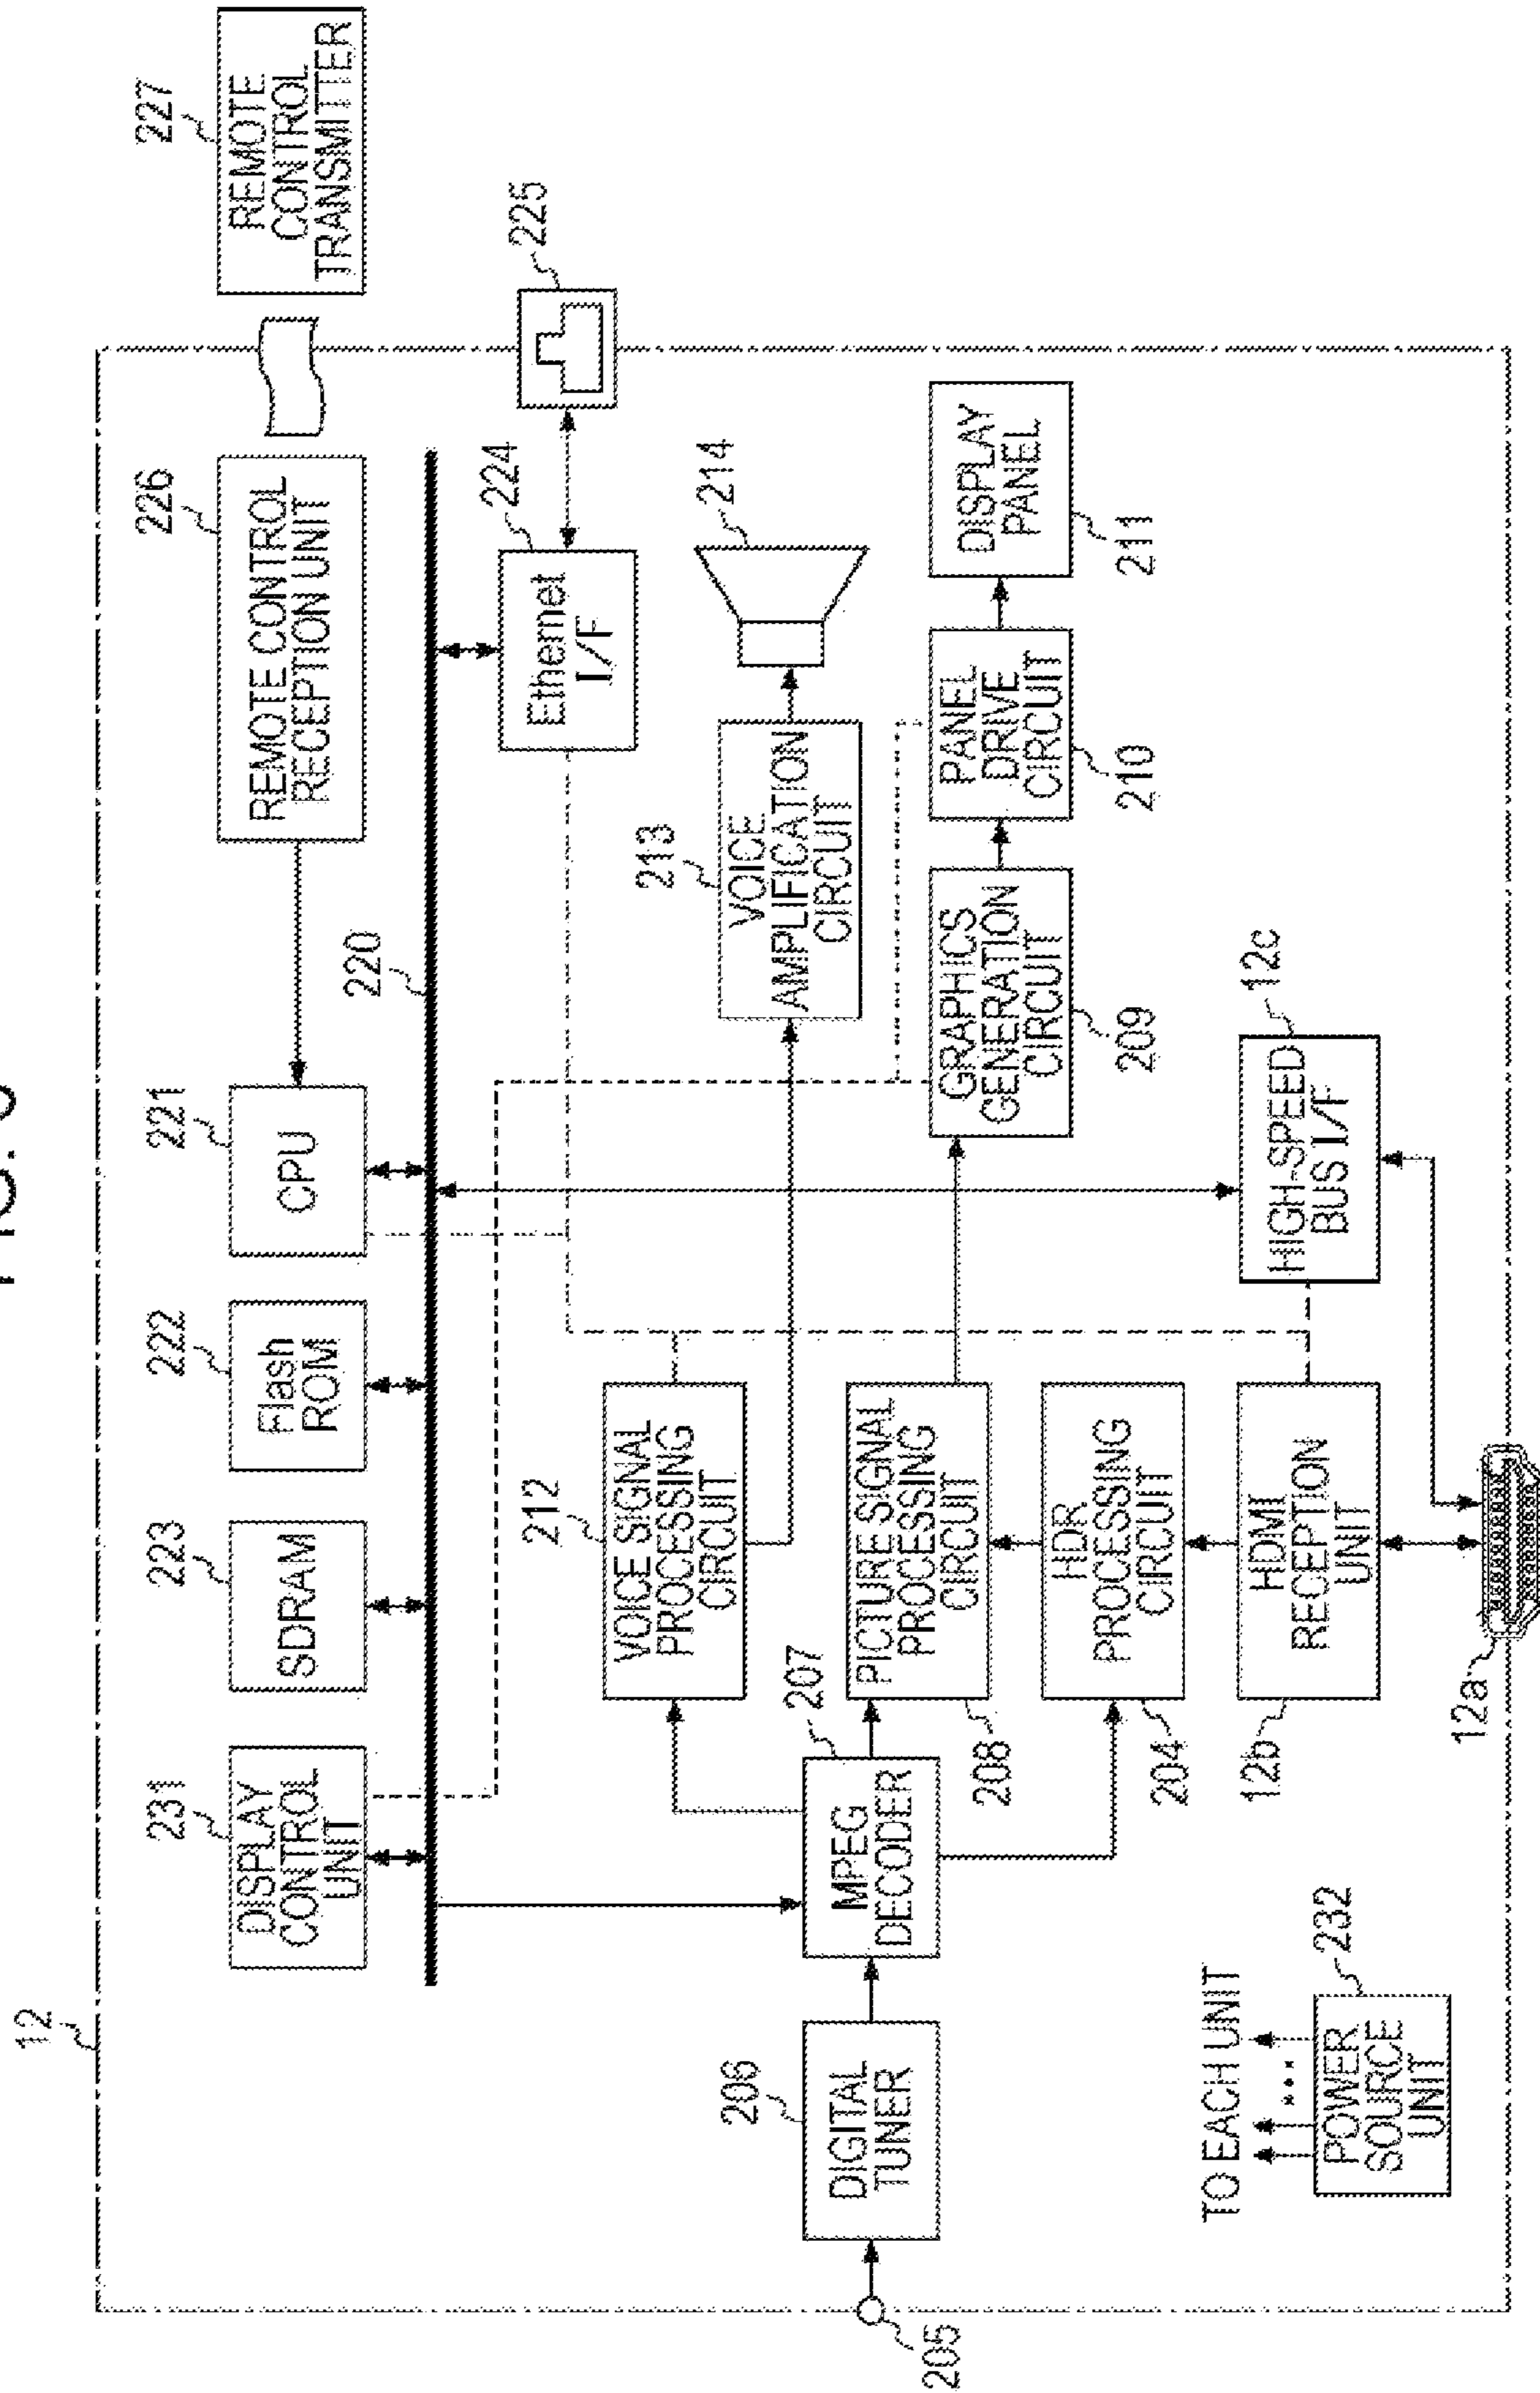 FIG.
12
231
DISPLAY
CONTROL
UNIT
223
SDRAM
222
Flash
ROM
221
CPU
226
REMOTE CONTROL
RECEPTION UNIT
227
REMOTE
CONTROL
TRANSMITTER
220
224
Ethernet
I/F
225
212
VOICE SIGNAL
PROCESSING
CIRCUIT
213
VOICE
AMPLIFICATION
CIRCUIT
214
205
206
DIGITAL
TUNER
207
MPEG
DECODER
PICTURE SIGNAL
PROCESSING
CIRCUIT
208
GRAPHICS
GENERATION
CIRCUIT
209
PANEL
DRIVE
CIRCUIT
210
DISPLAY
PANEL
211
HDR
PROCESSING
CIRCUIT
204
TO EACH UNIT
232
POWER
SOURCE
UNIT
HDMI
RECEPTION
UNIT
12b
12c
HIGH-SPEED
BUS I/F
12a